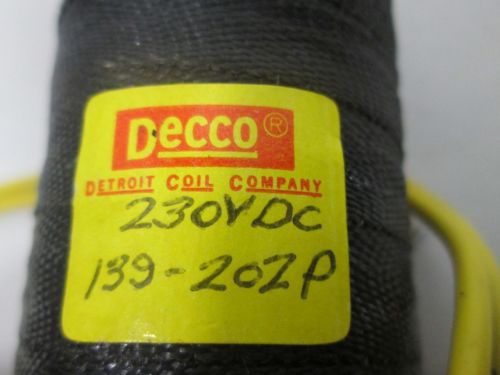 Decco®
DETROIT COIL COMPANY
230VDC
139-202P